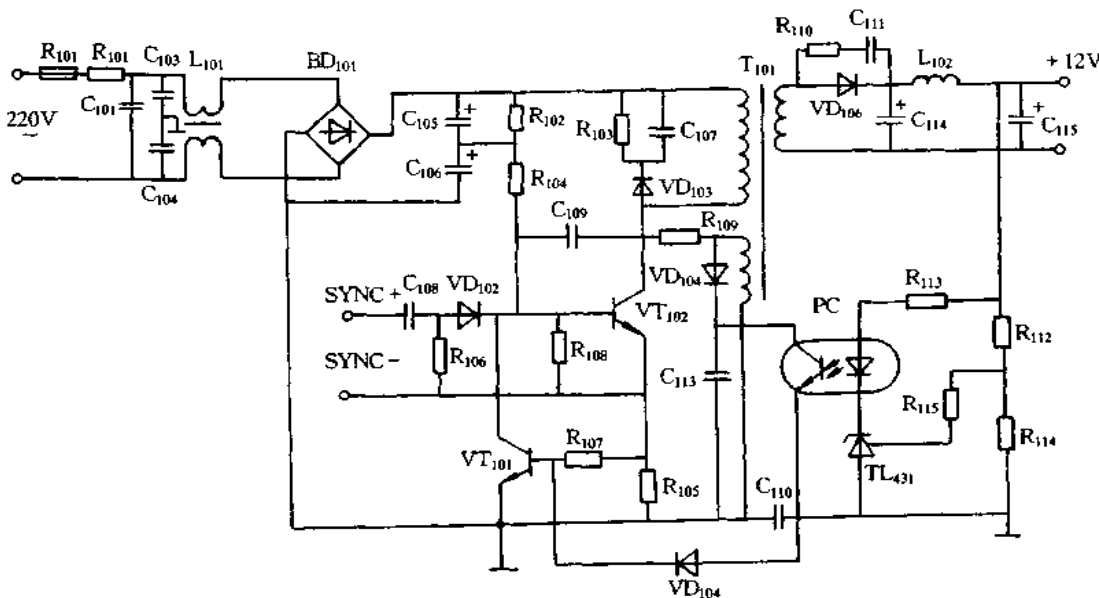 R110
C111
R101
R101
C103
L101
BD101
T101
L102
+ 12V
C101
220V
~
C105
R102
R103
C107
VD106
C114
C115
C106
R104
VD103
C104
C109
R109
SYNC +
C108
VD102
VD104
R113
PC
VT102
R106
R108
R112
SYNC -
C113
R115
R107
R114
VT101
R105
C110
TL431
VD104